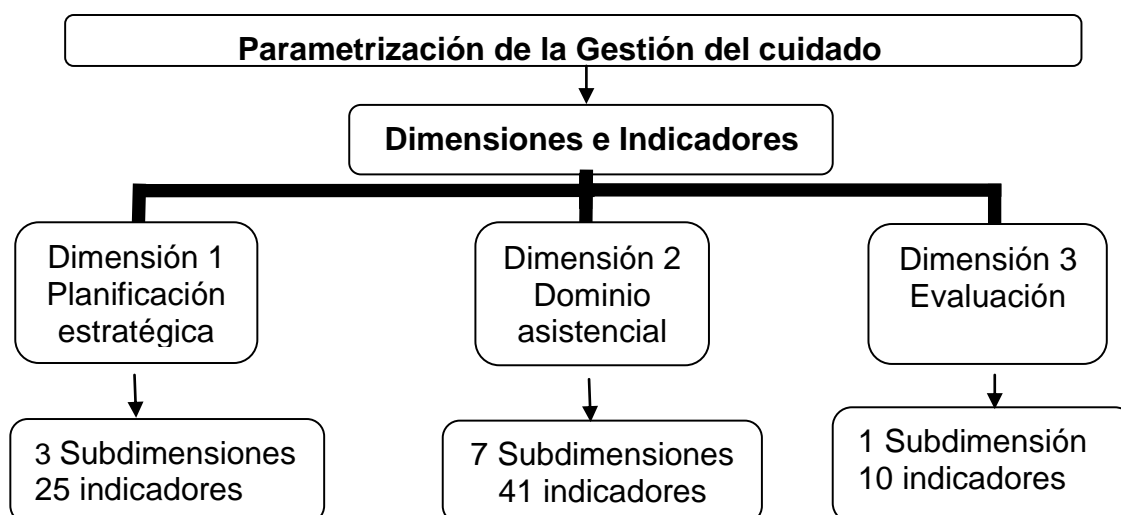 Parametrización de la Gestión del cuidado
Dimensiones e Indicadores
Dimensión 1
Planificación
estratégica
Dimensión 2
Dominio
asistencial
Dimensión 3
Evaluación
3 Subdimensiones
25 indicadores
7 Subdimensiones
41 indicadores
1 Subdimensión
10 indicadores